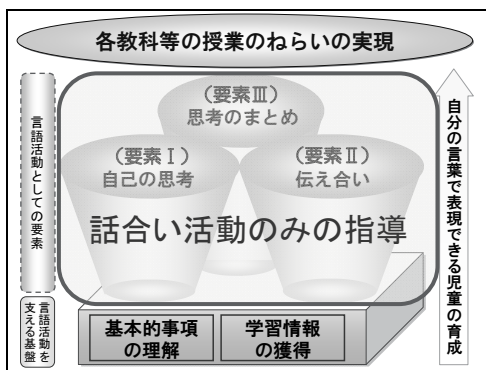 各教科等の授業のねらいの実現
言語活動としての要素
(要素Ⅲ)
思考のまとめ
(要素Ⅰ)
自己の思考
(要素Ⅱ)
伝え合い
話合い活動のみの指導
自分の言葉で表現できる児童の育成
言語活動を
支える基盤
基本的事項
の理解
学習情報
の獲得